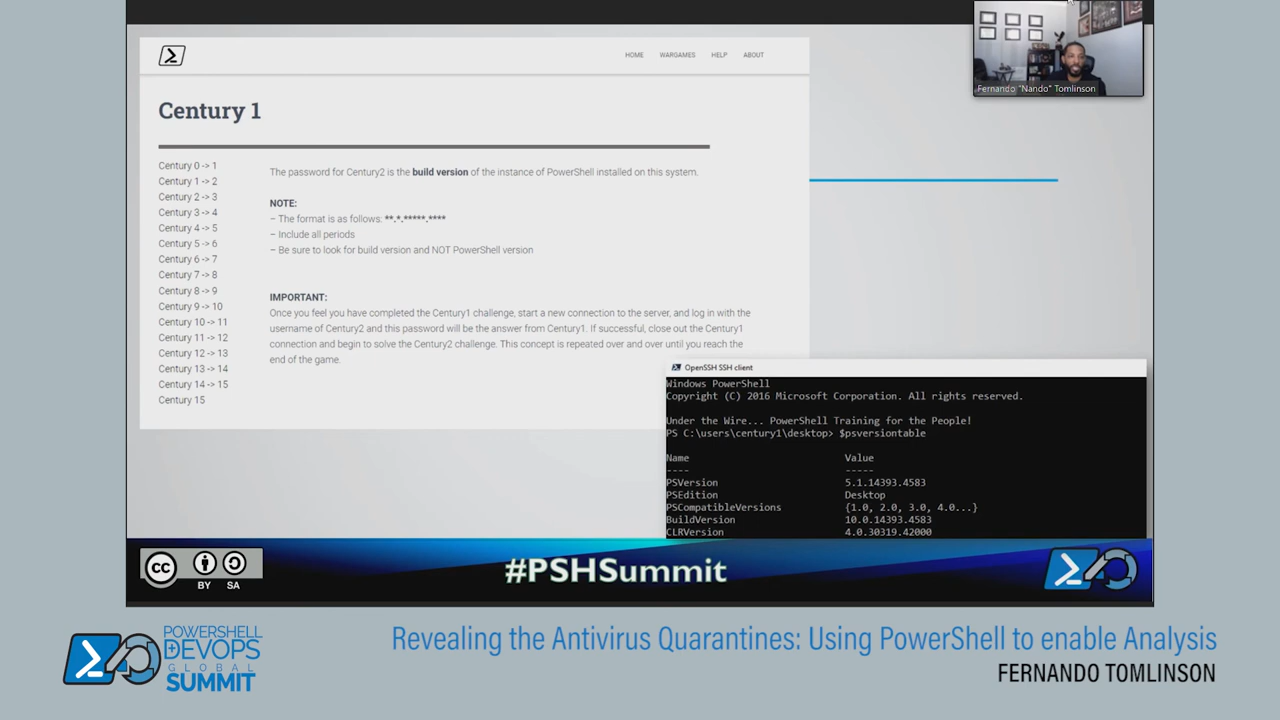 Fernando "Nando" Tomlinson
HOME WARGAMES HELP ABOUT
Century 1
Century 0 -> 1
Century 1 -> 2
Century 2 -> 3
Century 3 -> 4
Century 4 -> 5
Century 5 -> 6
Century 6 -> 7
Century 7 -> 8
Century 8 -> 9
Century 9 -> 10
Century 10 -> 11
Century 11 -> 12
Century 12 -> 13
Century 13 -> 14
Century 14 -> 15
Century 15
The password for Century2 is the build version of the instance of PowerShell installed on this system.
NOTE:
– The format is as follows: **.*.*****.****
– Include all periods
– Be sure to look for build version and NOT PowerShell version
IMPORTANT:
Once you feel you have completed the Century1 challenge, start a new connection to the server, and log in with the
username of Century2 and this password will be the answer from Century1. If successful, close out the Century1
connection and begin to solve the Century2 challenge. This concept is repeated over and over until you reach the
end of the game.
OpenSSH SSH client
Windows PowerShell
Copyright (C) 2016 Microsoft Corporation. All rights reserved.
Under the Wire... PowerShell Training for the People!
PS C:\users\century1\desktop> $psversiontable
Name Value
---- -----
PSVersion 5.1.14393.4583
PSEdition Desktop
PSCompatibleVersions {1.0, 2.0, 3.0, 4.0...}
BuildVersion 10.0.14393.4583
CLRVersion 4.0.30319.42000
cc
BY SA
#PSHSummit
POWERSHELL
DEVOPS
GLOBAL
SUMMIT
Revealing the Antivirus Quarantines: Using PowerShell to enable Analysis
FERNANDO TOMLINSON